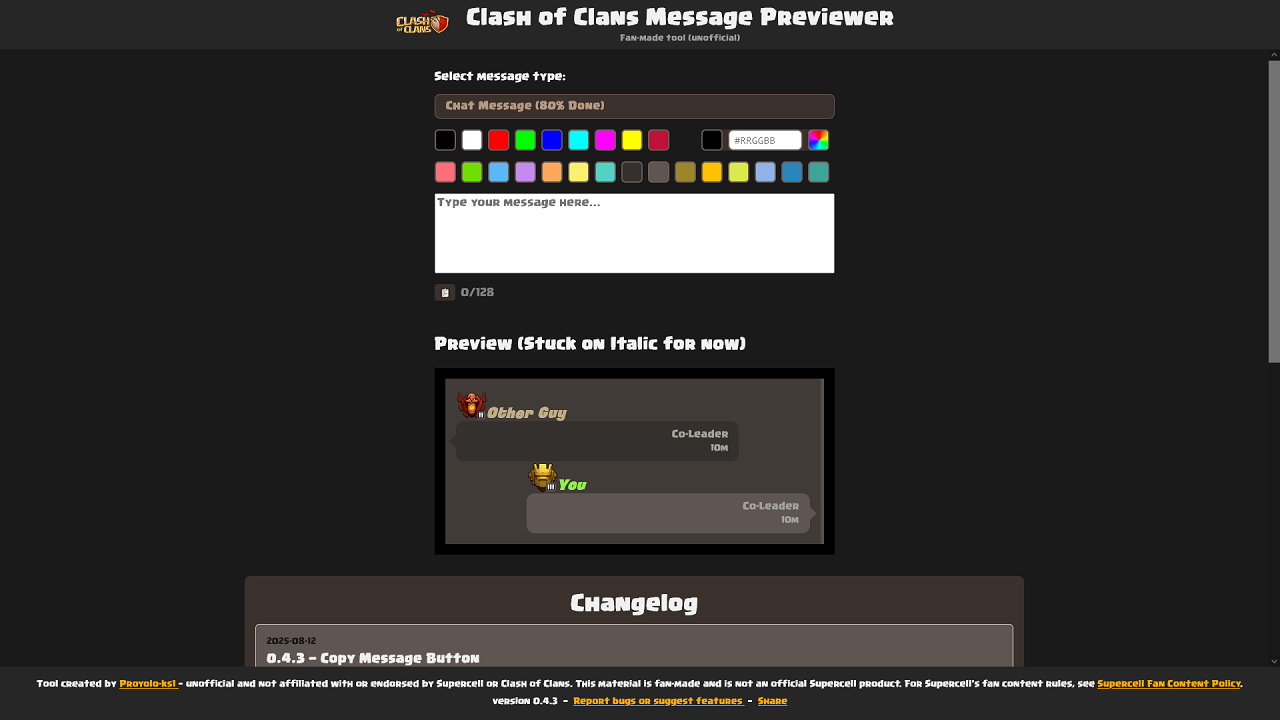 CLASH
OF CLANS
Clash of Clans Message Previewer
Fan-made tool (unofficial)
Select message type:
Chat Message (80% Done)
#RRGGBB
Type your message here...
0/128
Preview (Stuck on Italic for now)
II
Other Guy
Co-Leader
10m
III
You
Co-Leader
10m
Changelog
2025-08-12
0.4.3 – Copy Message Button
Tool created by Proyolo-ks1 – unofficial and not affiliated with or endorsed by Supercell or Clash of Clans. This material is fan-made and is not an official Supercell product. For Supercell's fan content rules, see Supercell Fan Content Policy.
version 0.4.3 – Report bugs or suggest features – Share